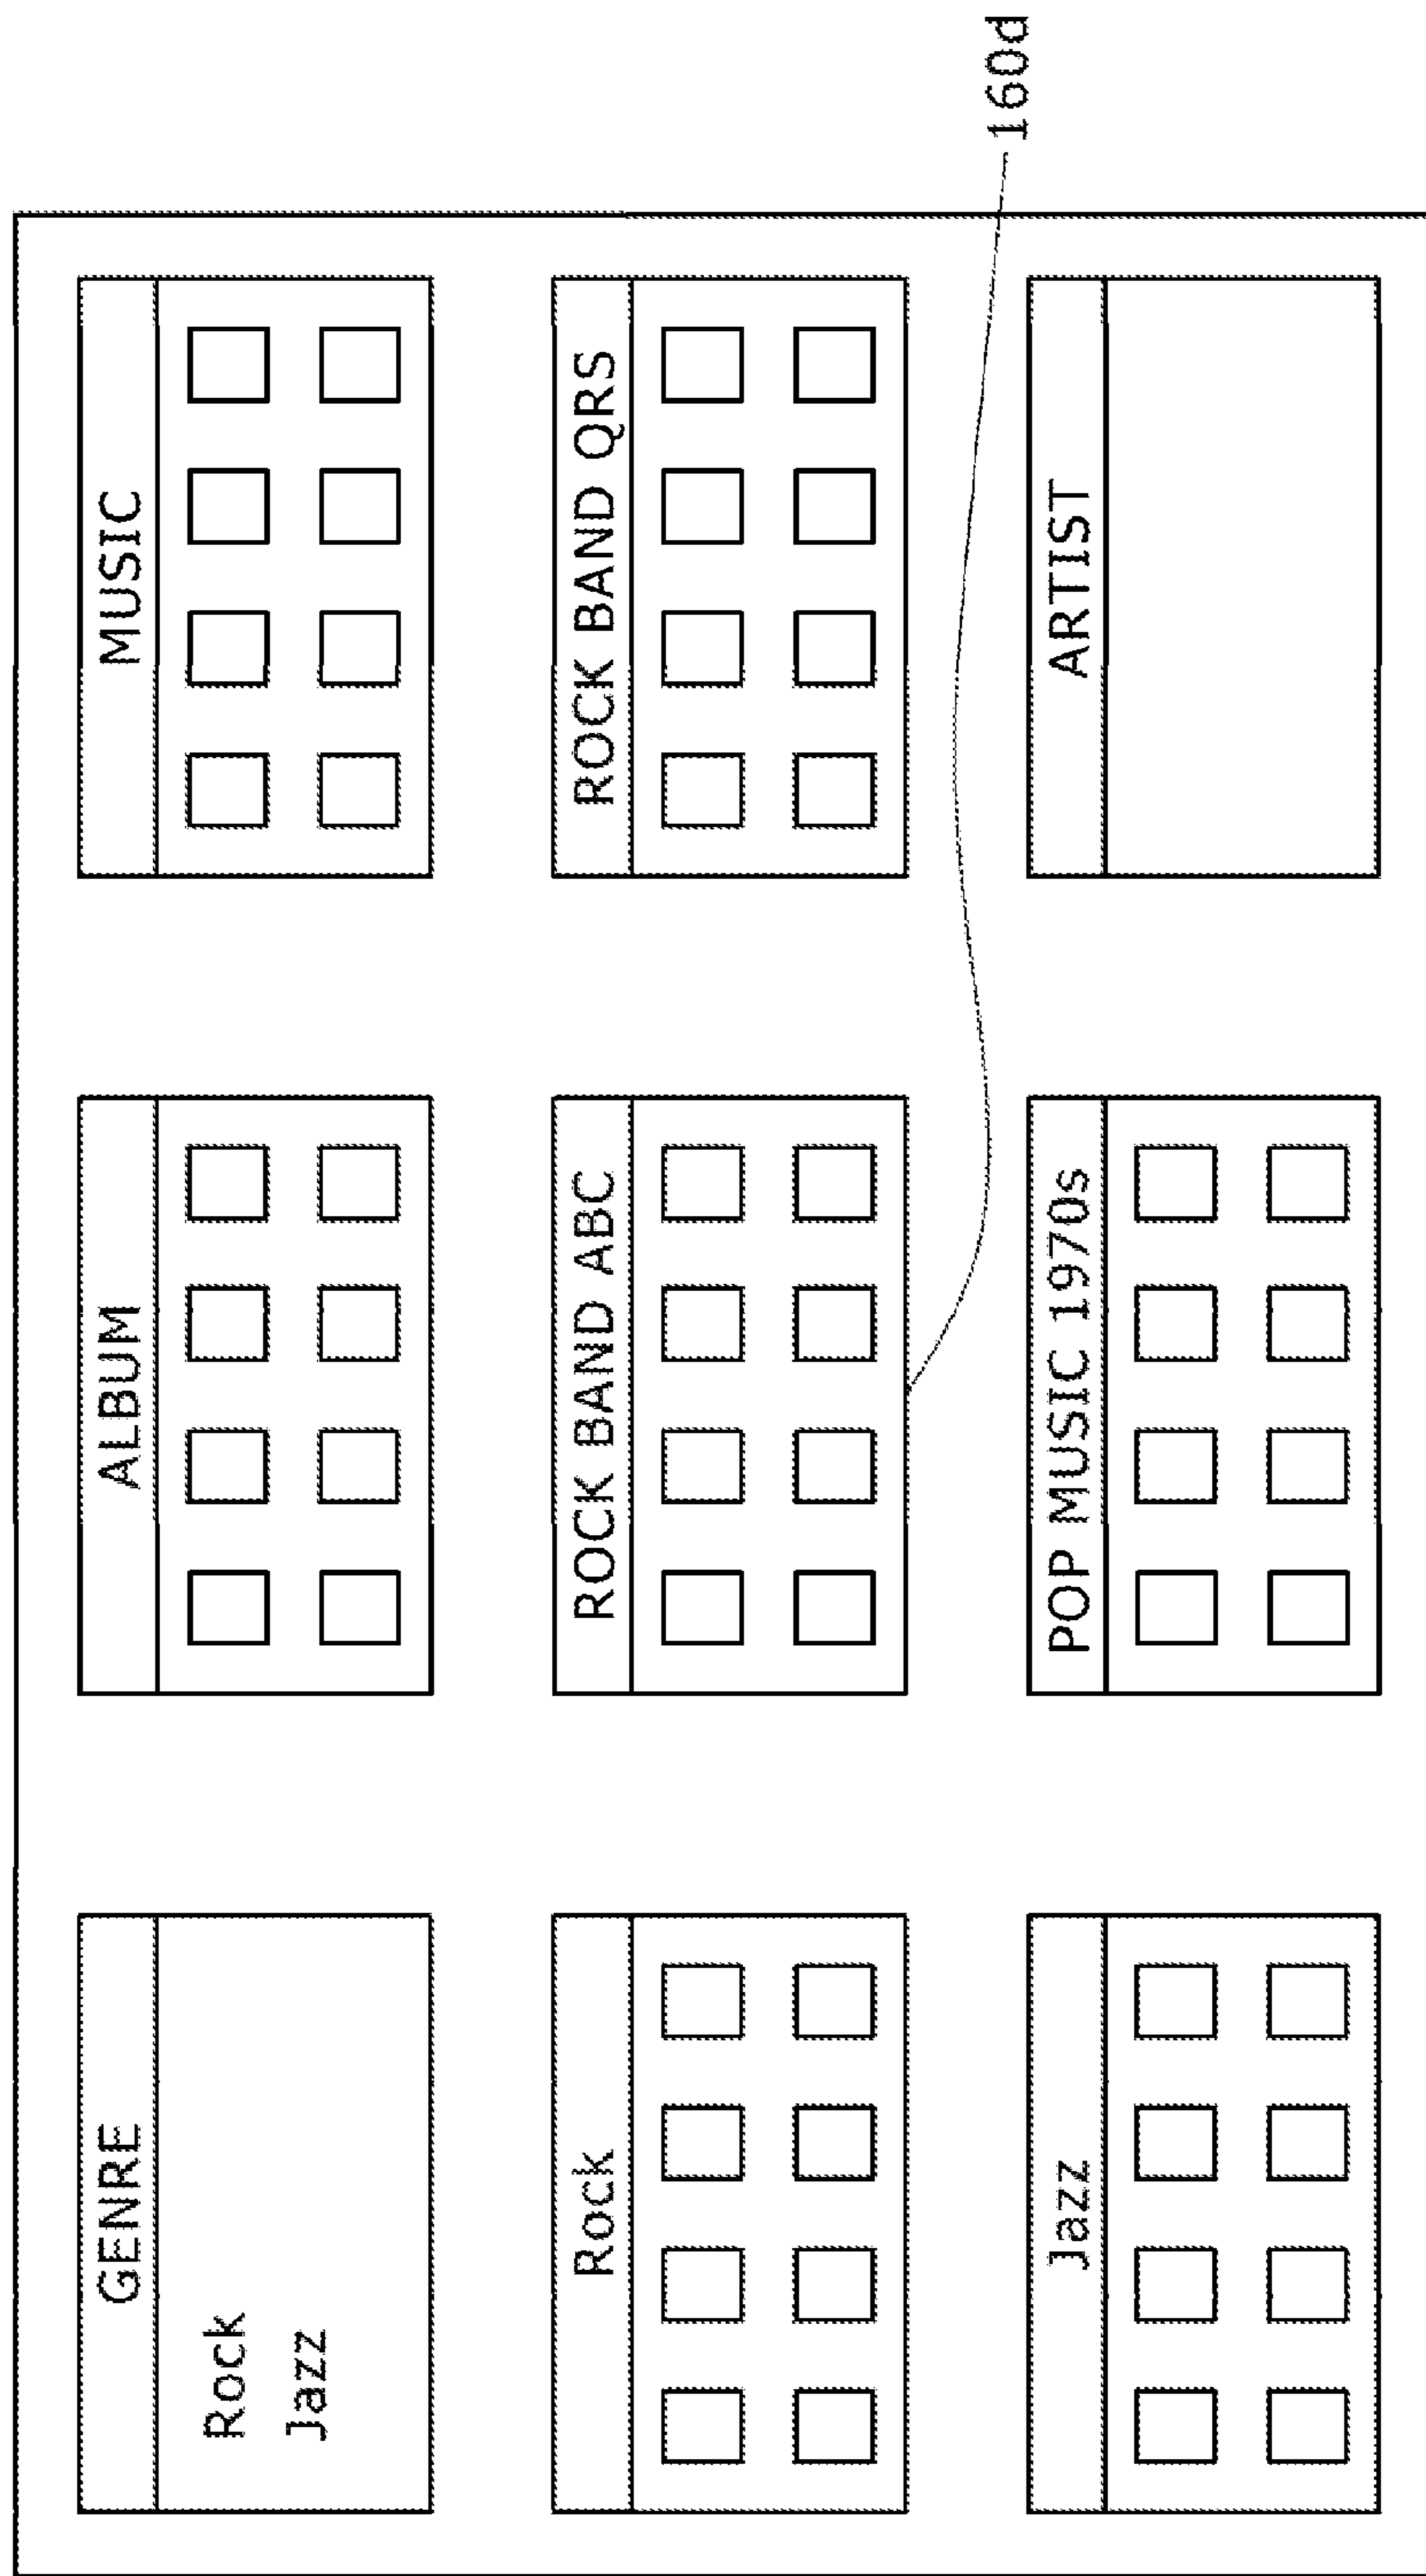 GENRE
Rock
Jazz
ALBUM
MUSIC
Rock
ROCK BAND ABC
ROCK BAND QRS
160d
Jazz
POP MUSIC 1970s
ARTIST